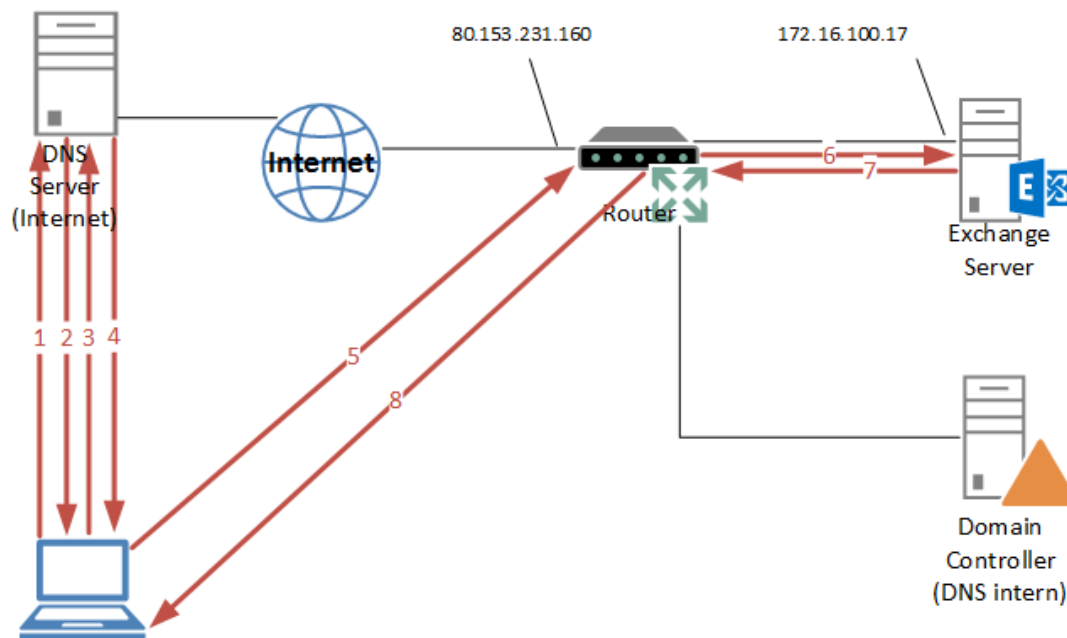 80.153.231.160
172.16.100.17
DNS
Server
(Internet)
Internet
Router
6
7
E
Exchange
Server
1
2
3
4
5
8
Domain
Controller
(DNS intern)